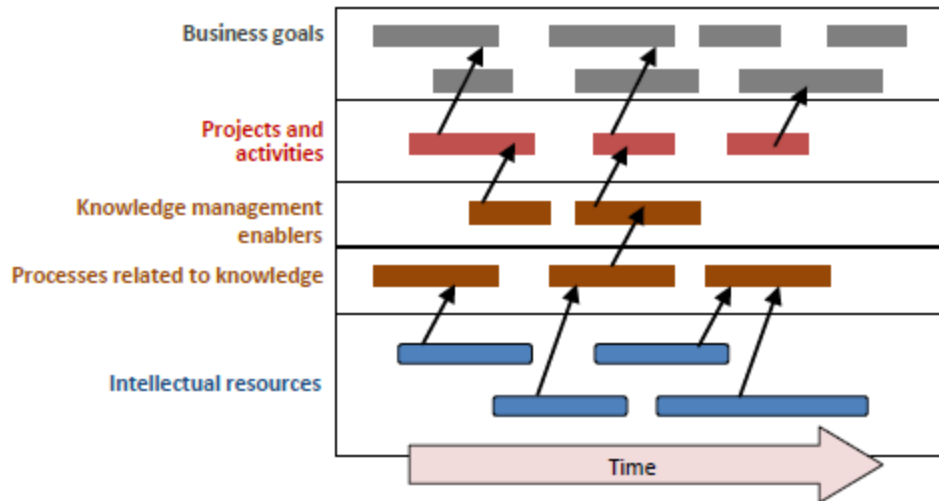 Business goals
Projects and
activities
Knowledge management
enablers
Processes related to knowledge
Intellectual resources
Time